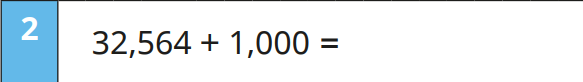 2
32,564 + 1,000 =